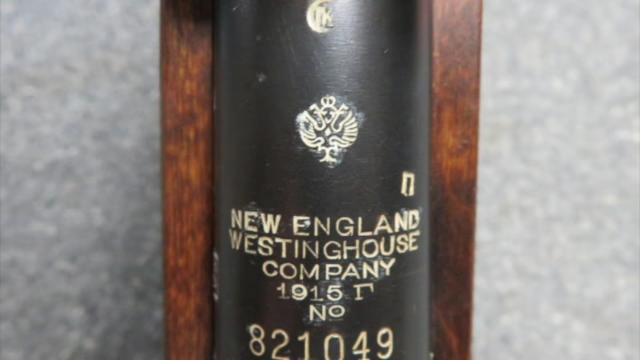 П
NEW ENGLAND
WESTINGHOUSE
COMPANY
1915 Г
No
821049